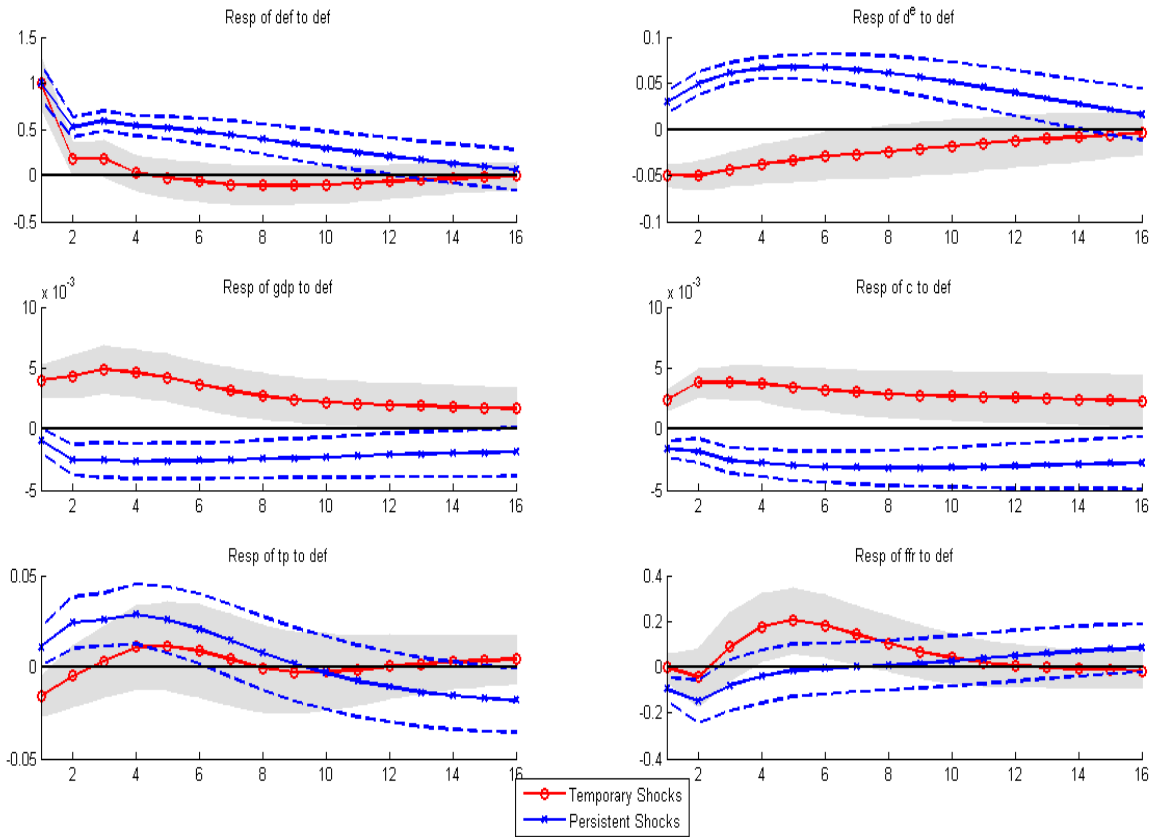 Resp of def to def
1.5
1
0.5
0
-0.5
2 4 6 8 10 12 14 16
Resp of dᵉ to def
0.1
0.05
0
-0.05
-0.1
2 4 6 8 10 12 14 16
Resp of gdp to def
x 10⁻³
10
5
0
-5
2 4 6 8 10 12 14 16
Resp of c to def
x 10⁻³
10
5
0
-5
2 4 6 8 10 12 14 16
Resp of tp to def
0.05
0
-0.05
2 4 6 8 10 12 14 16
Resp of ffr to def
0.4
0.2
0
-0.2
-0.4
2 4 6 8 10 12 14 16
Temporary Shocks
Persistent Shocks